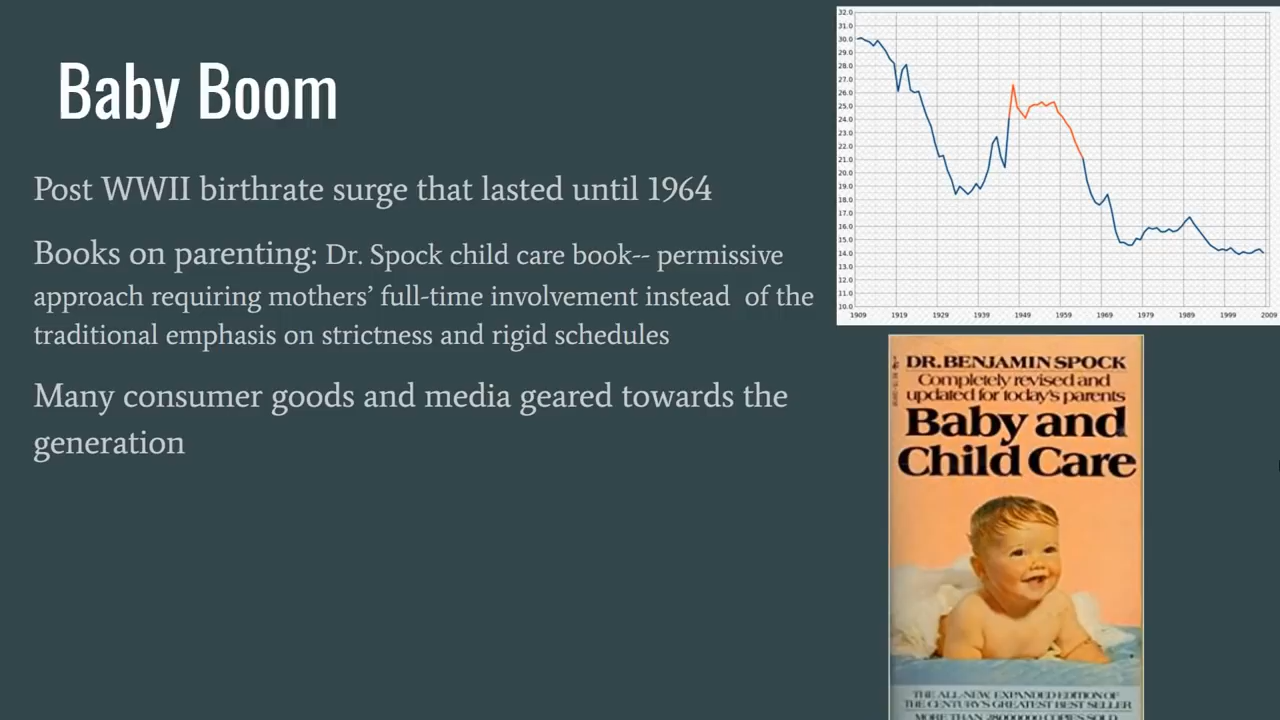 Baby Boom
Post WWII birthrate surge that lasted until 1964
Books on parenting: Dr. Spock child care book-- permissive
approach requiring mothers’ full-time involvement instead of the
traditional emphasis on strictness and rigid schedules
Many consumer goods and media geared towards the
generation
32.0
31.0
30.0
29.0
28.0
27.0
26.0
25.0
24.0
23.0
22.0
21.0
20.0
19.0
18.0
17.0
16.0
15.0
14.0
13.0
12.0
11.0
10.0
1909 1919 1929 1939 1949 1959 1969 1979 1989 1999 2009
DR. BENJAMIN SPOCK
Completely revised and
updated for today's parents
Baby and
Child Care
THE ALL-NEW, EXPANDED EDITION OF
THE CENTURY'S GREATEST BEST SELLER
MORE THAN 28000000 COPIES SOLD